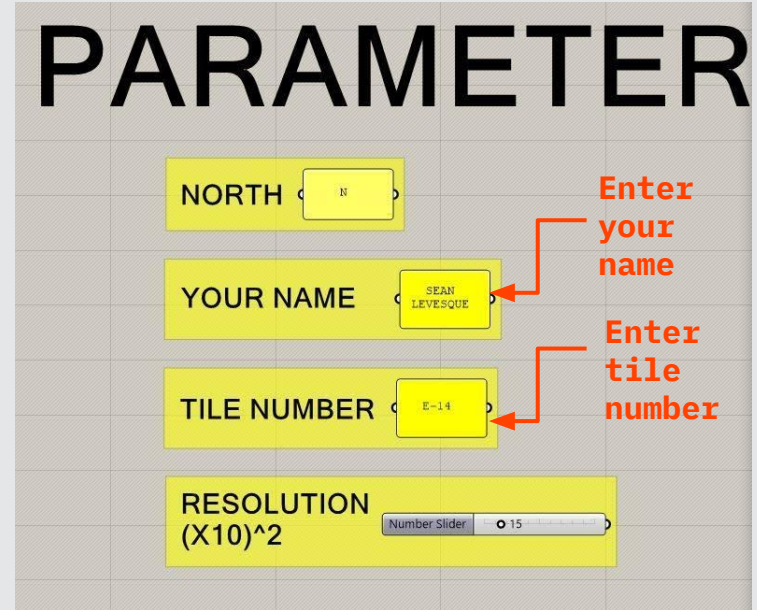 PARAMETER
NORTH
N
Enter
your
name
YOUR NAME
SEAN
LEVESQUE
Enter
tile
number
TILE NUMBER
E-14
RESOLUTION
(X10)^2
Number Slider
15